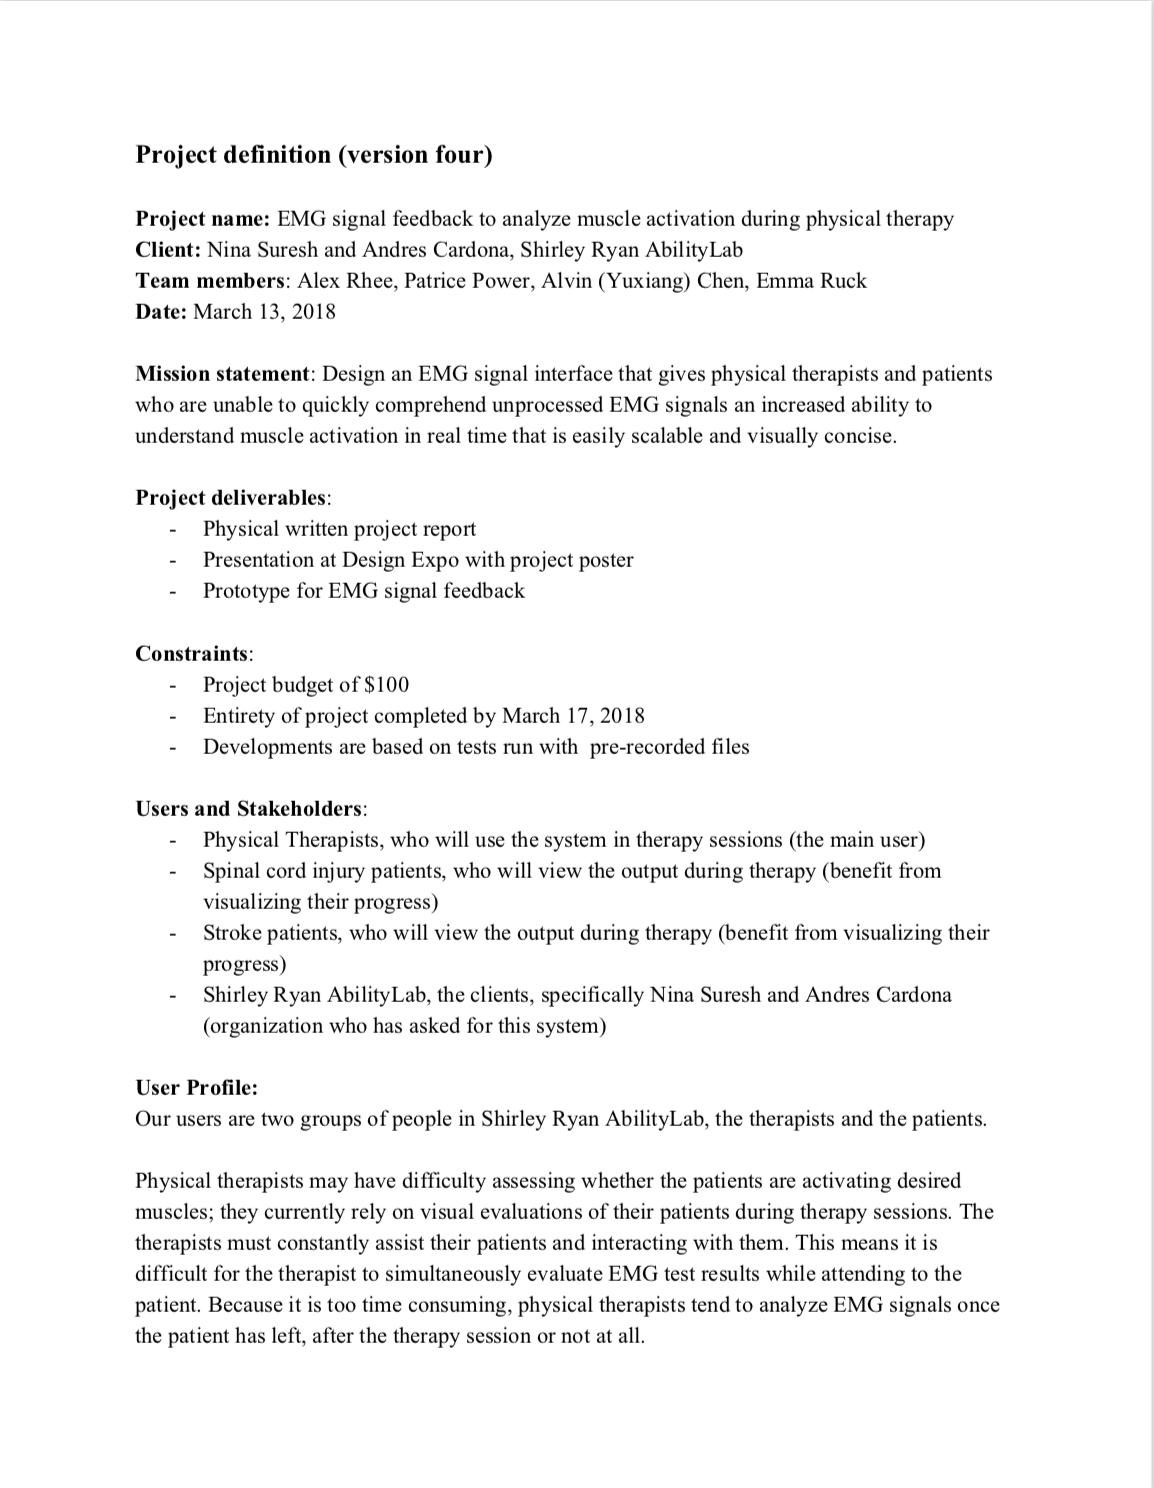 Project definition (version four)
Project name: EMG signal feedback to analyze muscle activation during physical therapy
Client: Nina Suresh and Andres Cardona, Shirley Ryan AbilityLab
Team members: Alex Rhee, Patrice Power, Alvin (Yuxiang) Chen, Emma Ruck
Date: March 13, 2018
Mission statement: Design an EMG signal interface that gives physical therapists and patients
who are unable to quickly comprehend unprocessed EMG signals an increased ability to
understand muscle activation in real time that is easily scalable and visually concise.
Project deliverables:
- Physical written project report
- Presentation at Design Expo with project poster
- Prototype for EMG signal feedback
Constraints:
- Project budget of $100
- Entirety of project completed by March 17, 2018
- Developments are based on tests run with  pre-recorded files
Users and Stakeholders:
- Physical Therapists, who will use the system in therapy sessions (the main user)
- Spinal cord injury patients, who will view the output during therapy (benefit from
visualizing their progress)
- Stroke patients, who will view the output during therapy (benefit from visualizing their
progress)
- Shirley Ryan AbilityLab, the clients, specifically Nina Suresh and Andres Cardona
(organization who has asked for this system)
User Profile:
Our users are two groups of people in Shirley Ryan AbilityLab, the therapists and the patients.
Physical therapists may have difficulty assessing whether the patients are activating desired
muscles; they currently rely on visual evaluations of their patients during therapy sessions. The
therapists must constantly assist their patients and interacting with them. This means it is
difficult for the therapist to simultaneously evaluate EMG test results while attending to the
patient. Because it is too time consuming, physical therapists tend to analyze EMG signals once
the patient has left, after the therapy session or not at all.